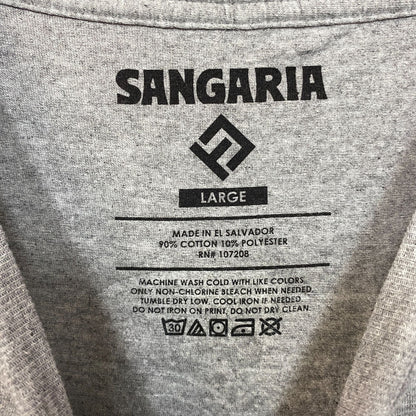 SANGARIA
LARGE
MADE IN EL SALVADOR
90% COTTON 10% POLYESTER
RN# 107208
MACHINE WASH COLD WITH LIKE COLORS.
ONLY NON-CHLORINE BLEACH WHEN NEEDED.
TUMBLE DRY LOW. COOL IRON IF NEEDED
DO NOT IRON ON PRINT. DO NOT DRY CLEAN.
30